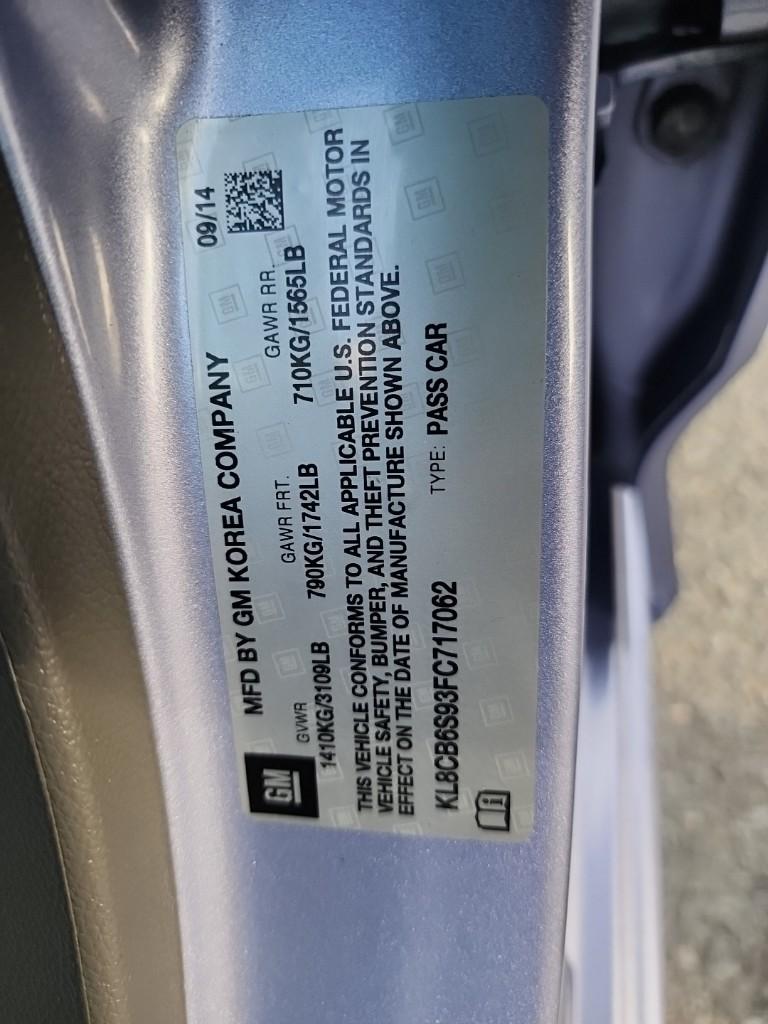 MFD BY GM KOREA COMPANY 09/14
GM
GVWR GAWR FRT. GAWR RR.
1410KG/3109LB 790KG/1742LB 710KG/1565LB
THIS VEHICLE CONFORMS TO ALL APPLICABLE U.S. FEDERAL MOTOR
VEHICLE SAFETY, BUMPER, AND THEFT PREVENTION STANDARDS IN
EFFECT ON THE DATE OF MANUFACTURE SHOWN ABOVE.
KL8CB6S93FC717062 TYPE: PASS CAR